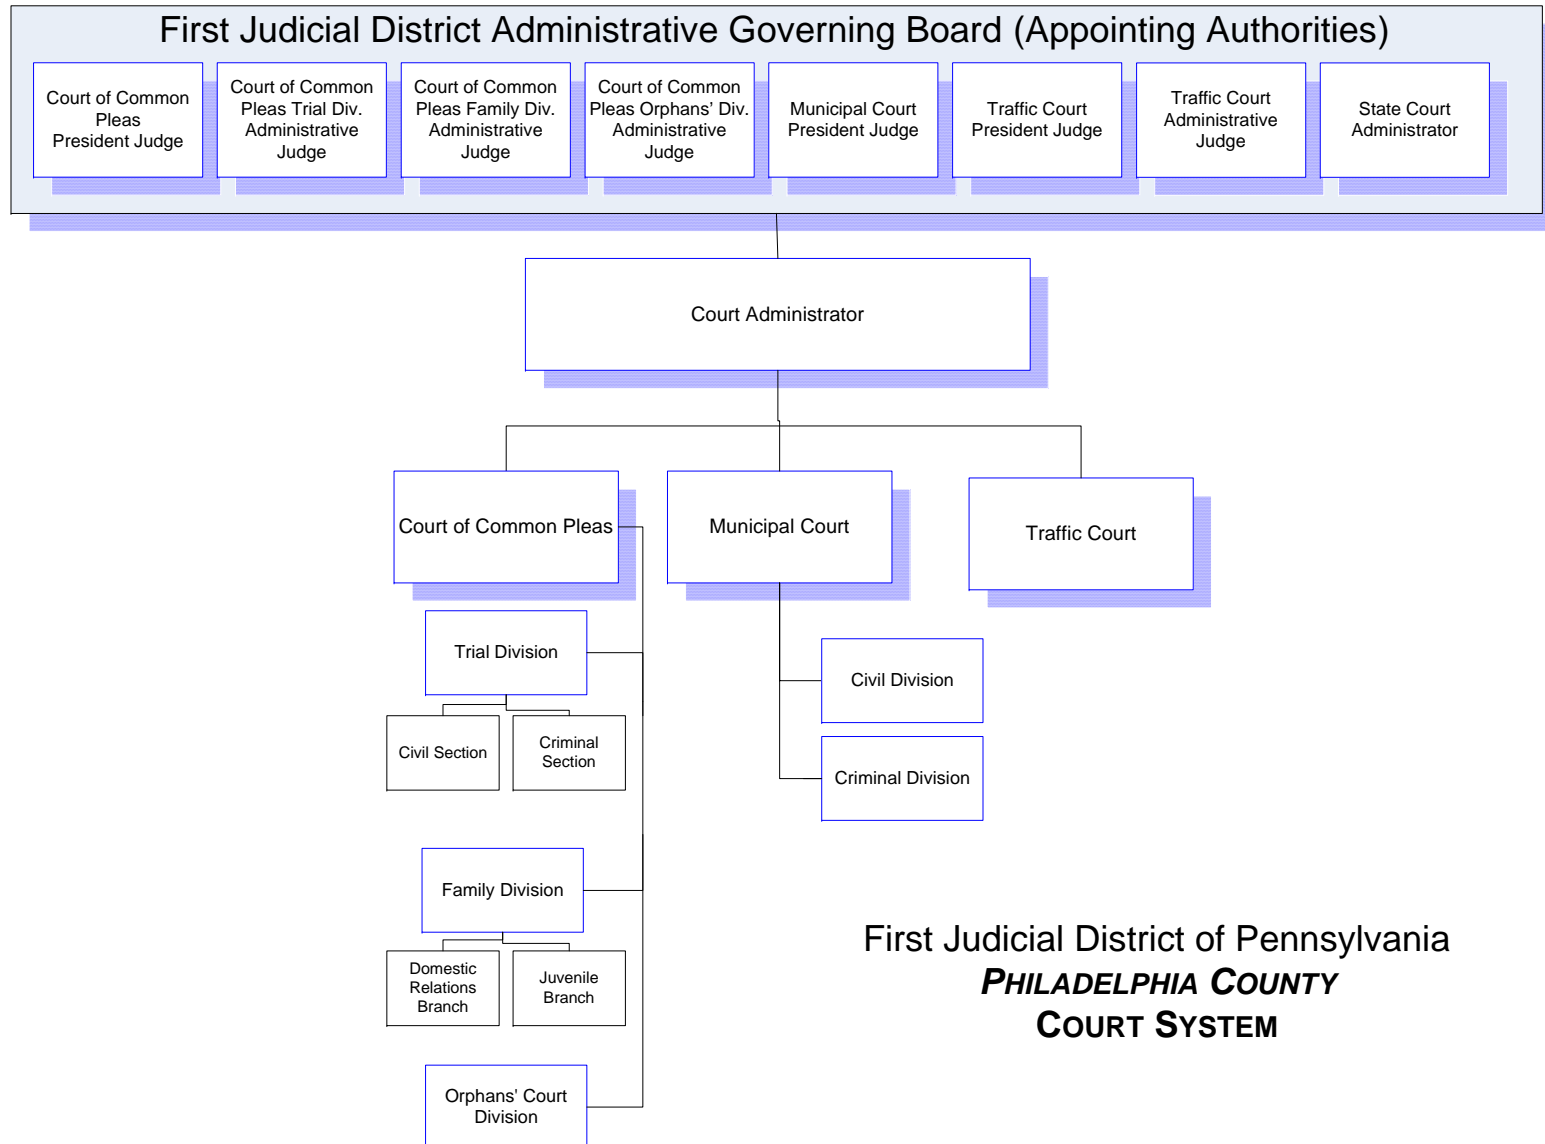 First Judicial District Administrative Governing Board (Appointing Authorities)
Court of Common
Pleas
President Judge
Court of Common
Pleas Trial Div.
Administrative
Judge
Court of Common
Pleas Family Div.
Administrative
Judge
Court of Common
Pleas Orphans' Div.
Administrative
Judge
Municipal Court
President Judge
Traffic Court
President Judge
Traffic Court
Administrative
Judge
State Court
Administrator
Court Administrator
Court of Common Pleas
Municipal Court
Traffic Court
Trial Division
Civil Section
Criminal
Section
Civil Division
Criminal Division
Family Division
Domestic
Relations
Branch
Juvenile
Branch
Orphans' Court
Division
First Judicial District of Pennsylvania
PHILADELPHIA COUNTY
COURT SYSTEM